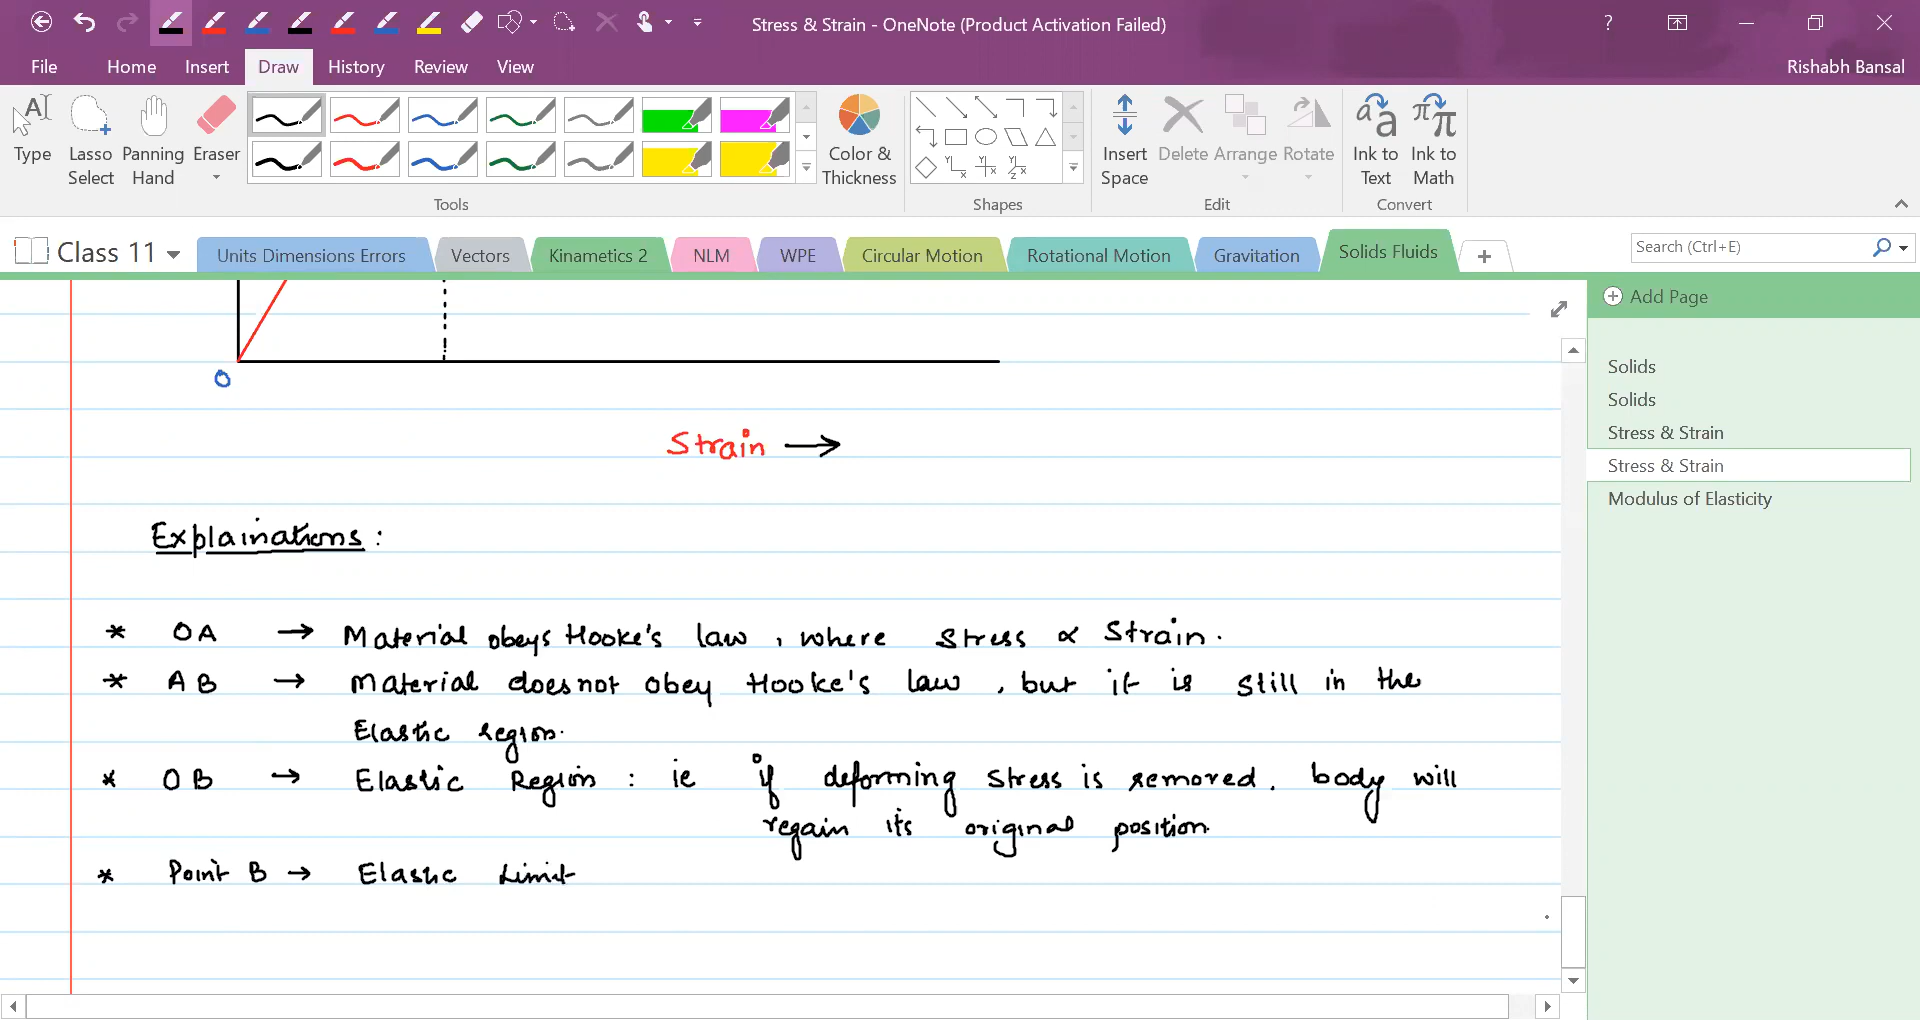 Stress & Strain - OneNote (Product Activation Failed)
?
File Home Insert Draw History Review View
Rishabh Bansal
Type
Lasso Select
Panning Hand
Eraser
Color & Thickness
Insert Space
Delete
Arrange
Rotate
Ink to Text
Ink to Math
Tools
Shapes
Edit
Convert
Class 11
Units Dimensions Errors
Vectors
Kinametics 2
NLM
WPE
Circular Motion
Rotational Motion
Gravitation
Solids Fluids
+
Search (Ctrl+E)
Add Page
Solids
Solids
Stress & Strain
Stress & Strain
Modulus of Elasticity
O
Strain →
Explainations :
* OA → Material obeys Hooke's law , where stress ∝ Strain.
* AB → Material does not obey Hooke's law , but it is still in the
Elastic region.
* OB → Elastic Region : ie if deforming stress is removed. body will
regain its original position.
* Point B → Elastic Limit